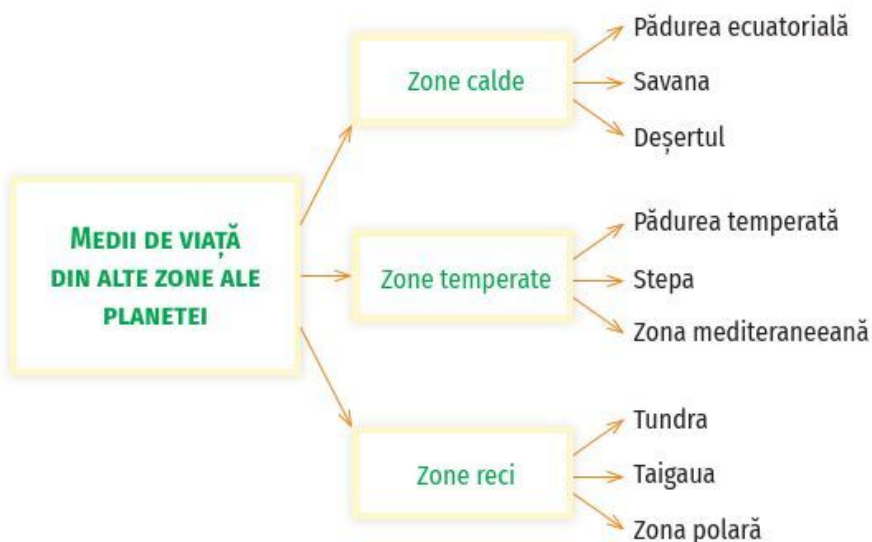 MEDII DE VIAȚĂ
DIN ALTE ZONE ALE
PLANETEI
Zone calde
Pădurea ecuatorială
Savana
Deșertul
Zone temperate
Pădurea temperată
Stepa
Zona mediteraneeană
Zone reci
Tundra
Taigaua
Zona polară